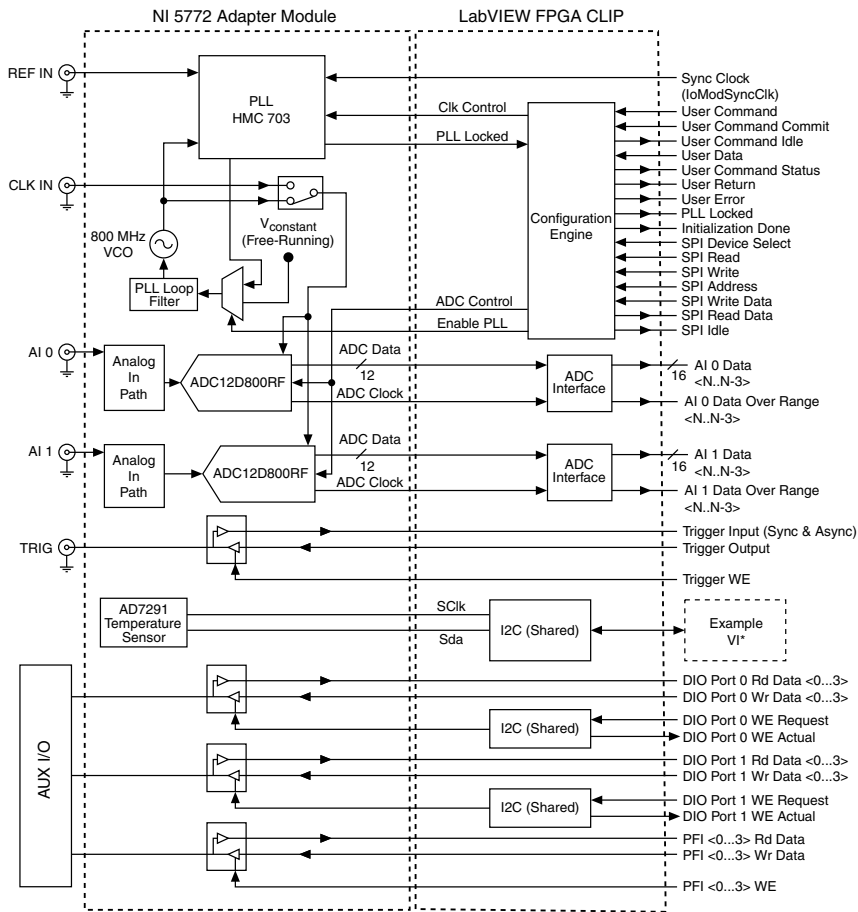 NI 5772 Adapter Module
LabVIEW FPGA CLIP
REF IN
PLL
HMC 703
Sync Clock
(IoModSyncClk)
Clk Control
PLL Locked
User Command
User Command Commit
User Command Idle
User Data
User Command Status
User Return
User Error
PLL Locked
Initialization Done
SPI Device Select
SPI Read
SPI Write
SPI Address
SPI Write Data
SPI Read Data
SPI Idle
Configuration
Engine
CLK IN
Vconstant
(Free-Running)
800 MHz
VCO
PLL Loop
Filter
ADC Control
Enable PLL
AI 0
Analog
In
Path
ADC12D800RF
ADC Data
12
ADC Clock
ADC
Interface
16
AI 0 Data
<N..N-3>
AI 0 Data Over Range
<N..N-3>
AI 1
Analog
In
Path
ADC12D800RF
ADC Data
12
ADC Clock
ADC
Interface
16
AI 1 Data
<N..N-3>
AI 1 Data Over Range
<N..N-3>
TRIG
Trigger Input (Sync & Async)
Trigger Output
Trigger WE
AD7291
Temperature
Sensor
SClk
Sda
I2C (Shared)
Example
VI*
AUX I/O
DIO Port 0 Rd Data <0...3>
DIO Port 0 Wr Data <0...3>
I2C (Shared)
DIO Port 0 WE Request
DIO Port 0 WE Actual
DIO Port 1 Rd Data <0...3>
DIO Port 1 Wr Data <0...3>
I2C (Shared)
DIO Port 1 WE Request
DIO Port 1 WE Actual
PFI <0...3> Rd Data
PFI <0...3> Wr Data
PFI <0...3> WE